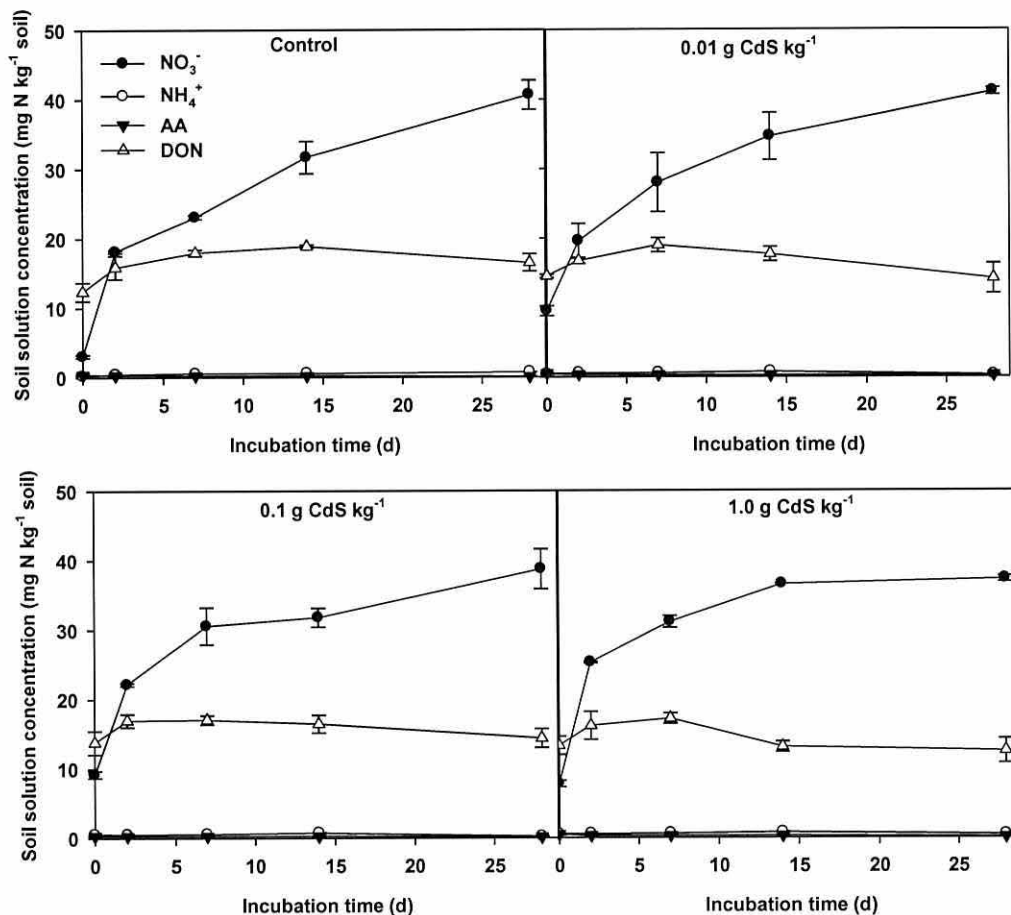 Control
0.01 g CdS kg⁻¹
NO₃⁻
NH₄⁺
AA
DON
Soil solution concentration (mg N kg⁻¹ soil)
50
40
30
20
10
0
0 5 10 15 20 25
0 5 10 15 20 25
Incubation time (d)
Incubation time (d)
0.1 g CdS kg⁻¹
1.0 g CdS kg⁻¹
Soil solution concentration (mg N kg⁻¹ soil)
50
40
30
20
10
0
0 5 10 15 20 25
0 5 10 15 20 25
Incubation time (d)
Incubation time (d)